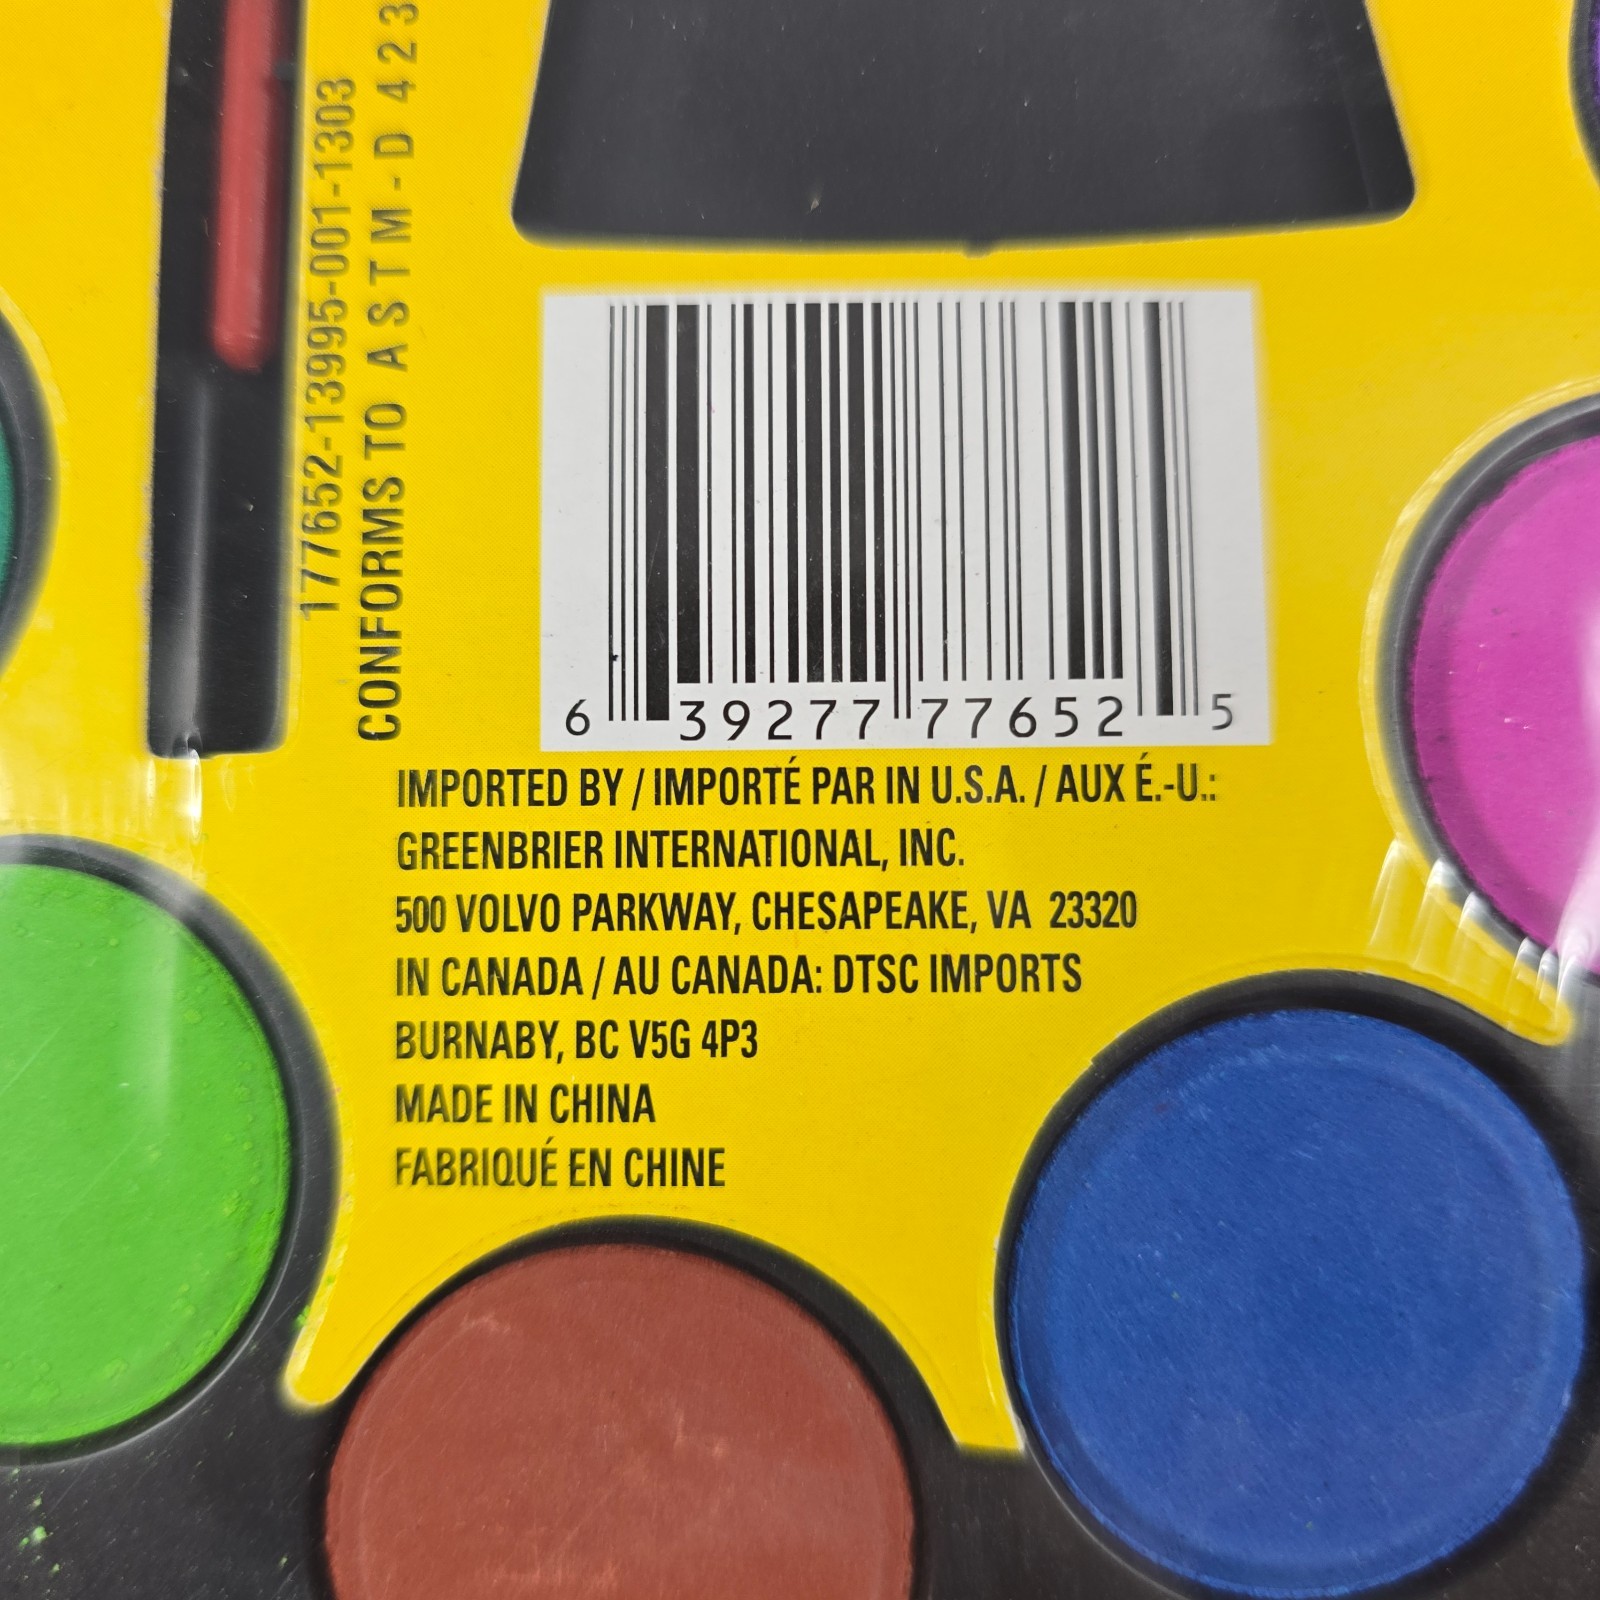 177652-13995-001-1303
CONFORMS TO ASTM-D 423
6 39277 77652 5
IMPORTED BY / IMPORTÉ PAR IN U.S.A. / AUX É.-U.:
GREENBRIER INTERNATIONAL, INC.
500 VOLVO PARKWAY, CHESAPEAKE, VA 23320
IN CANADA / AU CANADA: DTSC IMPORTS
BURNABY, BC V5G 4P3
MADE IN CHINA
FABRIQUÉ EN CHINE